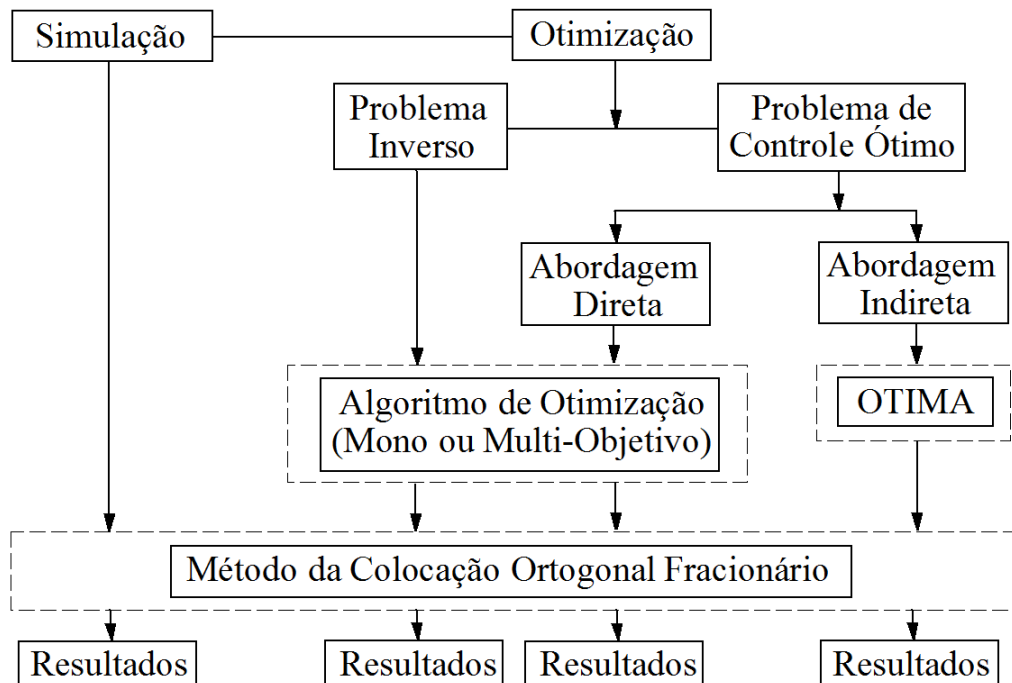 Simulação
Otimização
Problema
Inverso
Problema de
Controle Ótimo
Abordagem
Direta
Abordagem
Indireta
Algoritmo de Otimização
(Mono ou Multi-Objetivo)
OTIMA
Método da Colocação Ortogonal Fracionário
Resultados
Resultados
Resultados
Resultados